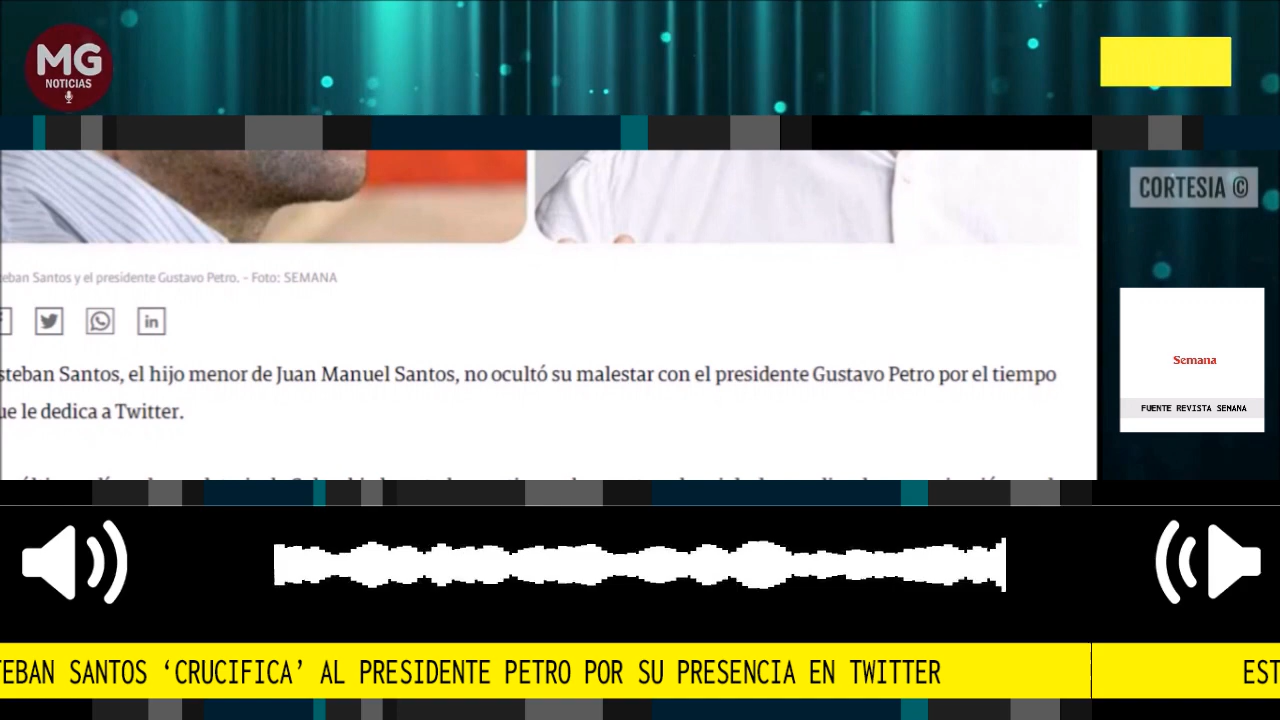 MG
NOTICIAS
CORTESIA ©
eban Santos y el presidente Gustavo Petro. - Foto: SEMANA
in
steban Santos, el hijo menor de Juan Manuel Santos, no ocultó su malestar con el presidente Gustavo Petro por el tiempo
ue le dedica a Twitter.
Semana
FUENTE REVISTA SEMANA
TEBAN SANTOS ‘CRUCIFICA’ AL PRESIDENTE PETRO POR SU PRESENCIA EN TWITTER
EST